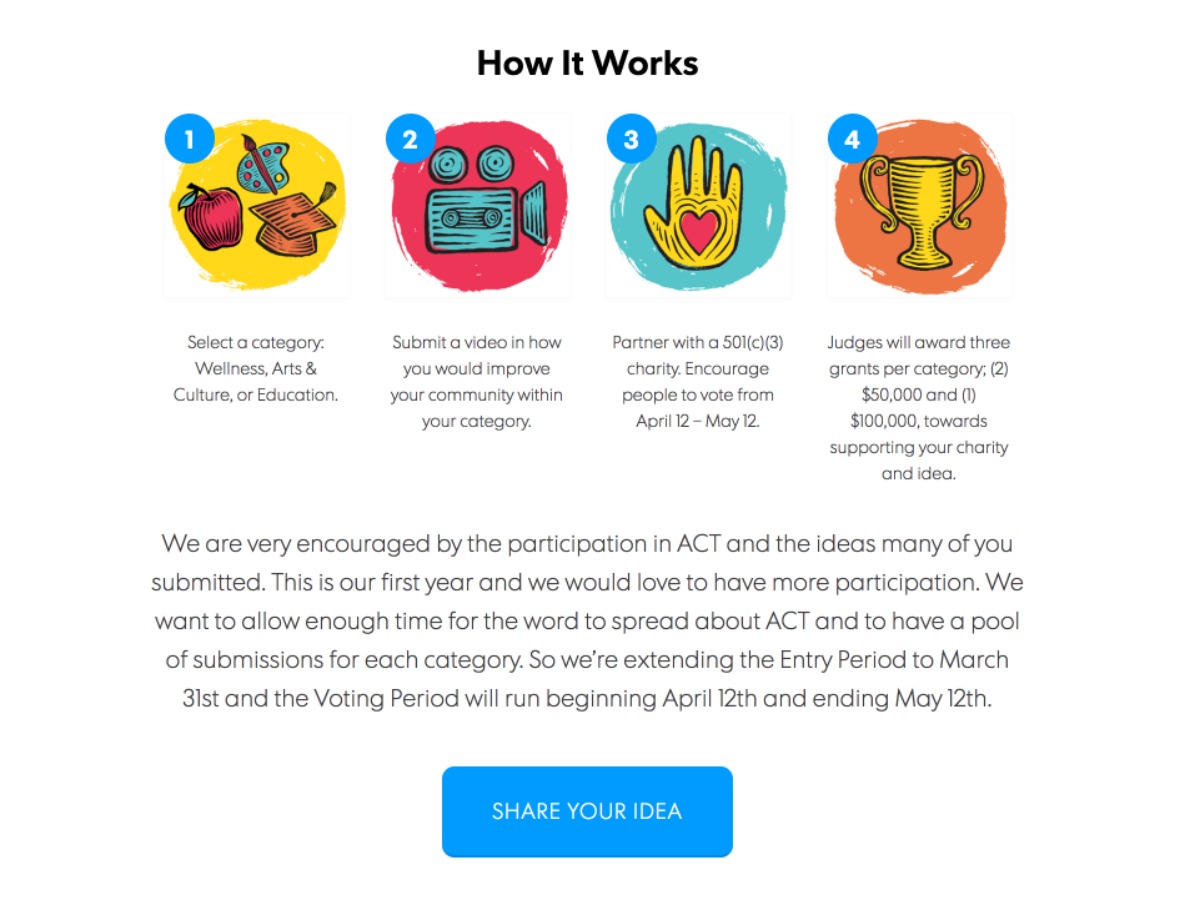 How It Works
1
2
3
4
Select a category:
Wellness, Arts &
Culture, or Education.
Submit a video in how
you would improve
your community within
your category.
Partner with a 501(c)(3)
charity. Encourage
people to vote from
April 12 – May 12.
Judges will award three
grants per category; (2)
$50,000 and (1)
$100,000, towards
supporting your charity
and idea.
We are very encouraged by the participation in ACT and the ideas many of you
submitted. This is our first year and we would love to have more participation. We
want to allow enough time for the word to spread about ACT and to have a pool
of submissions for each category. So we’re extending the Entry Period to March
31st and the Voting Period will run beginning April 12th and ending May 12th.
SHARE YOUR IDEA